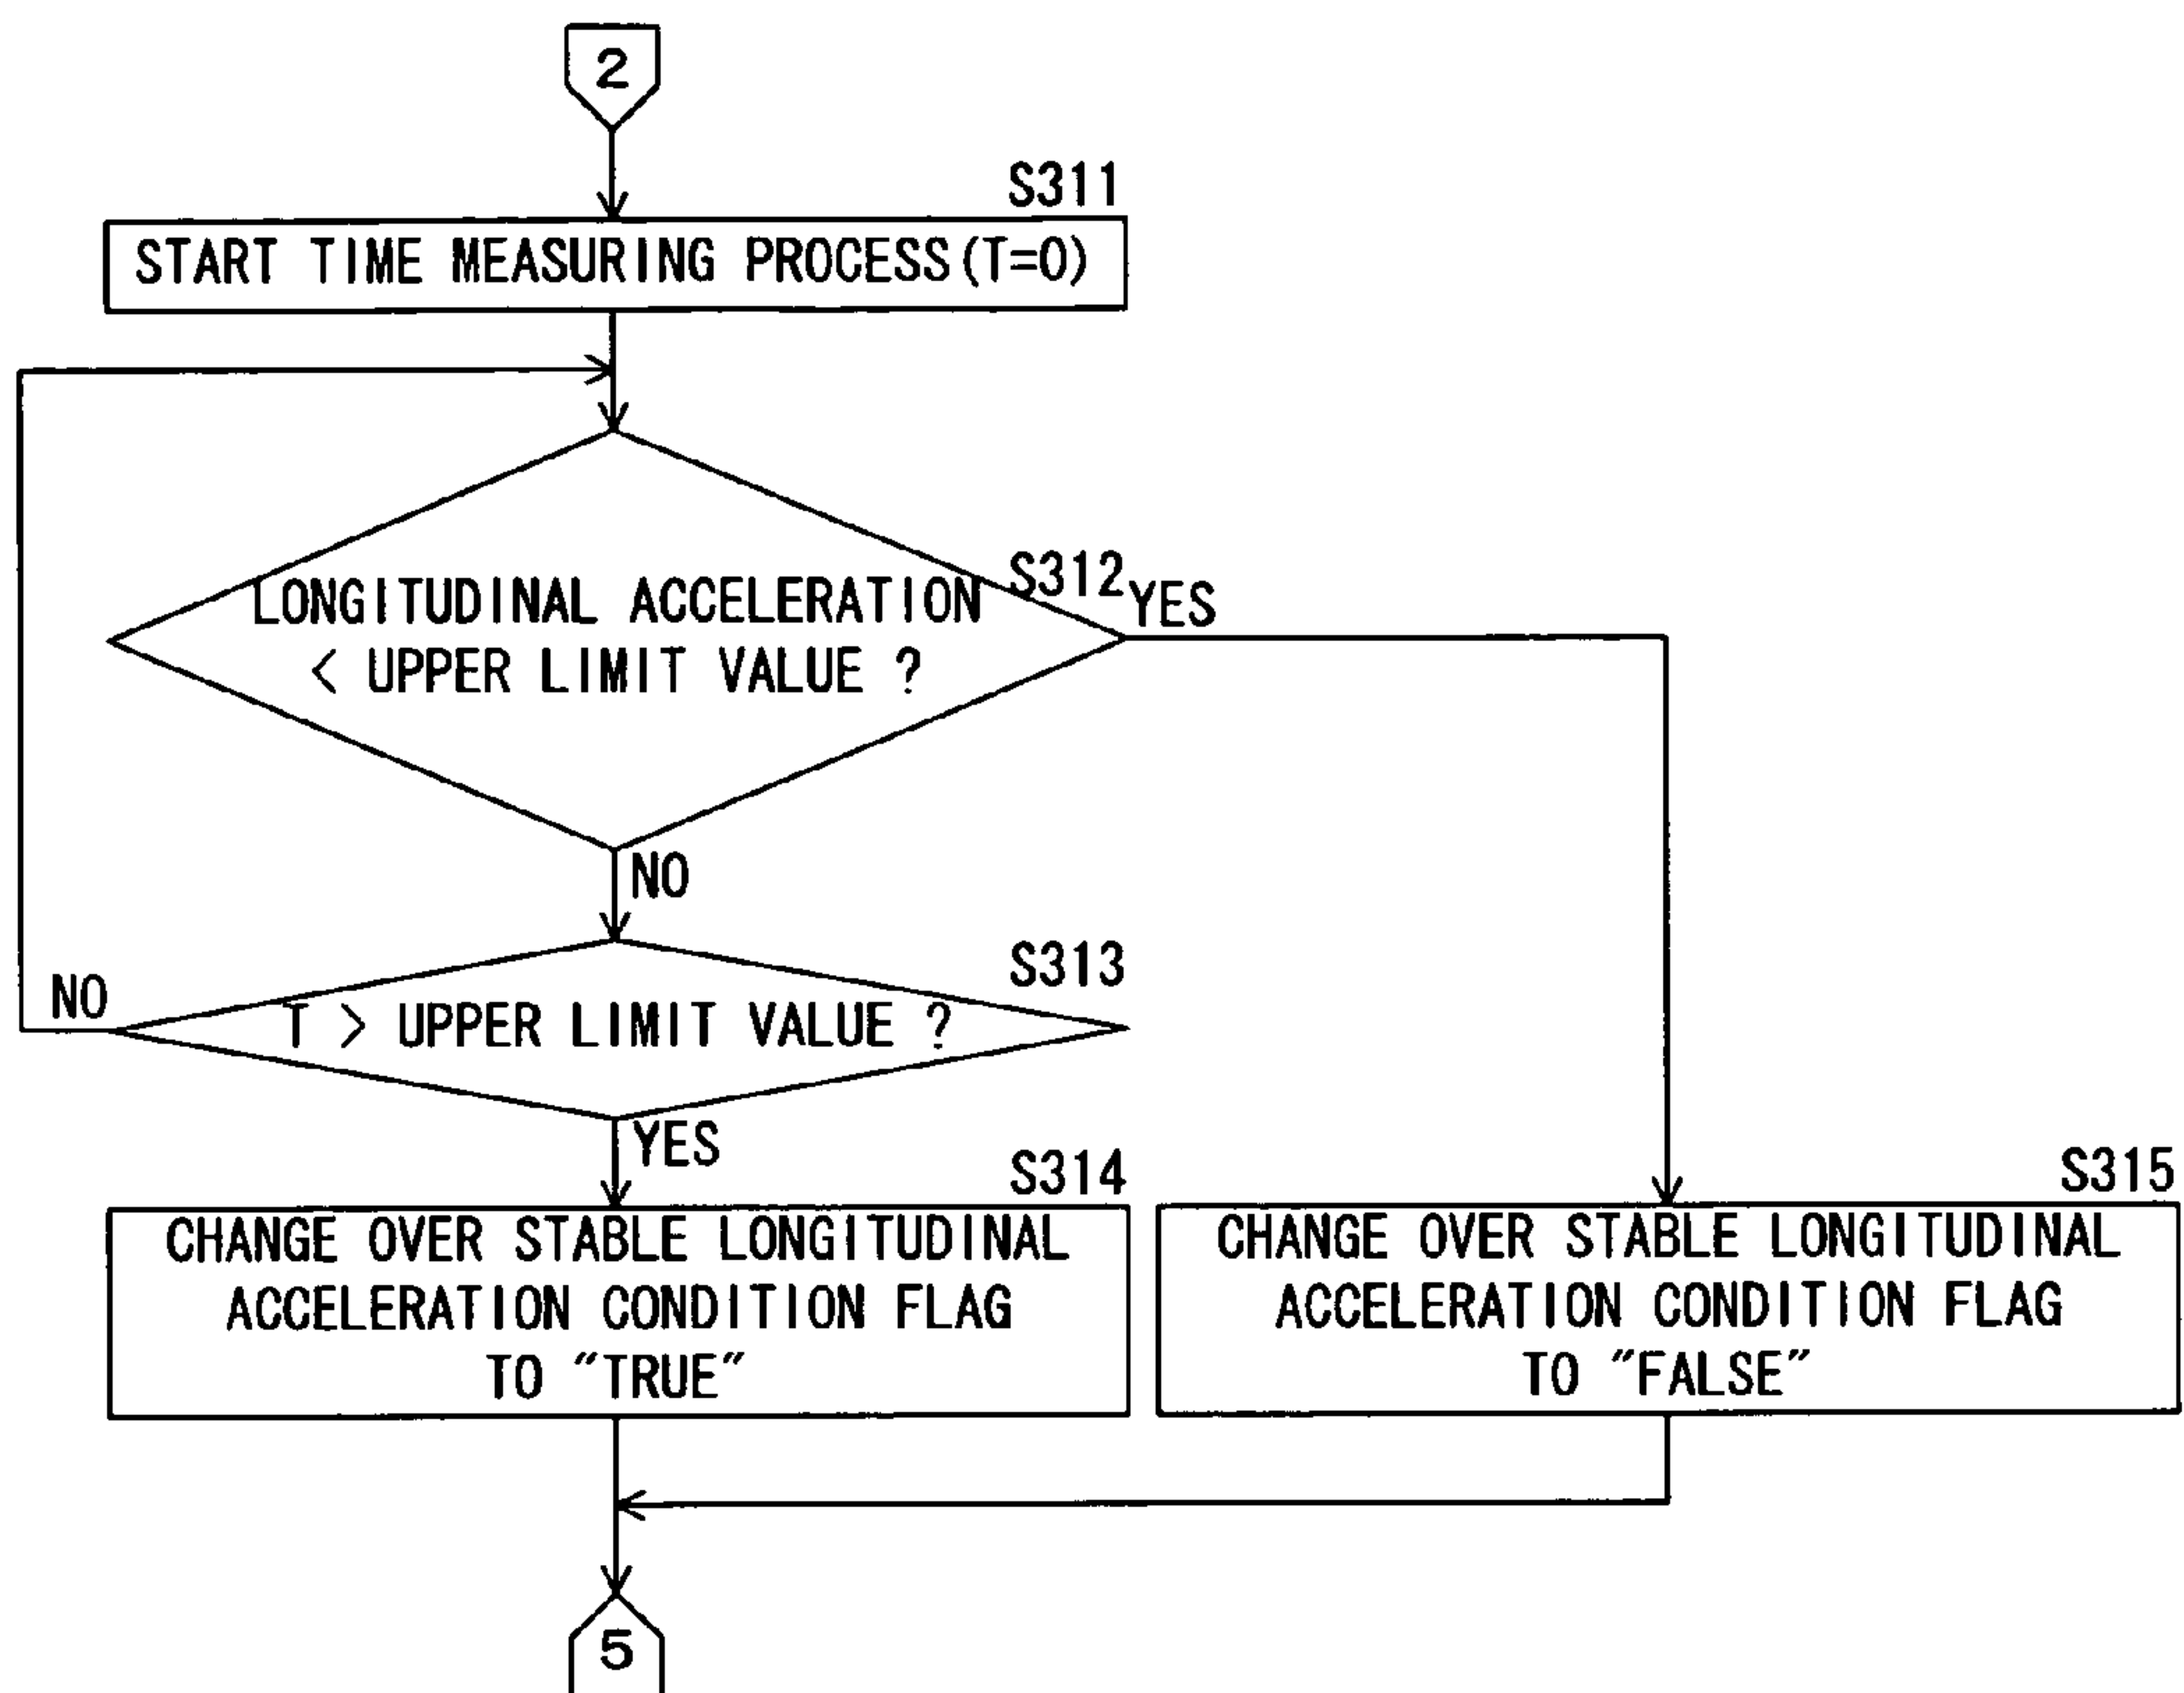 2
S311
START TIME MEASURING PROCESS(T=0)
S312
YES
LONGITUDINAL ACCELERATION
< UPPER LIMIT VALUE ?
NO
S313
NO
T > UPPER LIMIT VALUE ?
YES
S314
CHANGE OVER STABLE LONGITUDINAL
ACCELERATION CONDITION FLAG
TO "TRUE"
S315
CHANGE OVER STABLE LONGITUDINAL
ACCELERATION CONDITION FLAG
TO "FALSE"
5